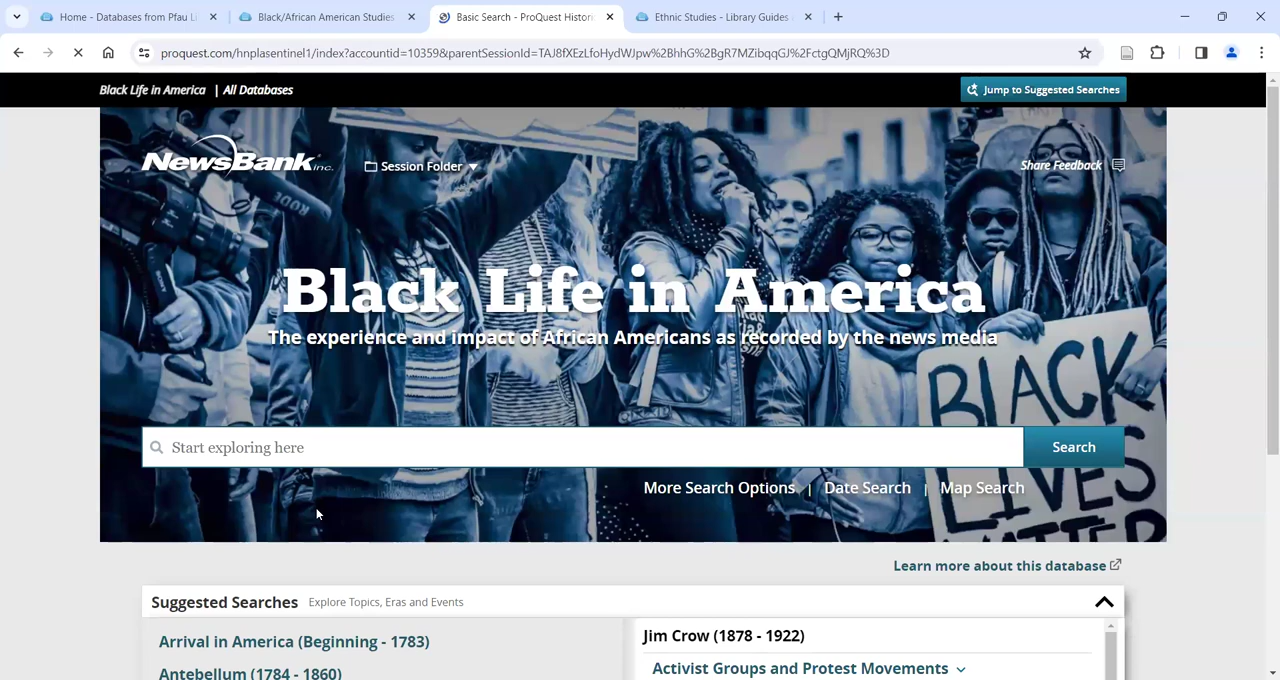 Home - Databases from Pfau Li
Black/African American Studies
Basic Search - ProQuest Histori
Ethnic Studies - Library Guides
proquest.com/hnplasentinel1/index?accountid=10359&parentSessionId=TAJ8fXEzLfoHydWJpw%2BhhG%2BgR7MZibqqGJ%2FctgQMjRQ%3D
Black Life in America | All Databases
Jump to Suggested Searches
NewsBank inc.
Session Folder
Share Feedback
Black Life in America
The experience and impact of African Americans as recorded by the news media
BLACK
LIVES
MATTER
Start exploring here
Search
More Search Options | Date Search | Map Search
Learn more about this database
Suggested Searches Explore Topics, Eras and Events
Arrival in America (Beginning - 1783)
Antebellum (1784 - 1860)
Jim Crow (1878 - 1922)
Activist Groups and Protest Movements